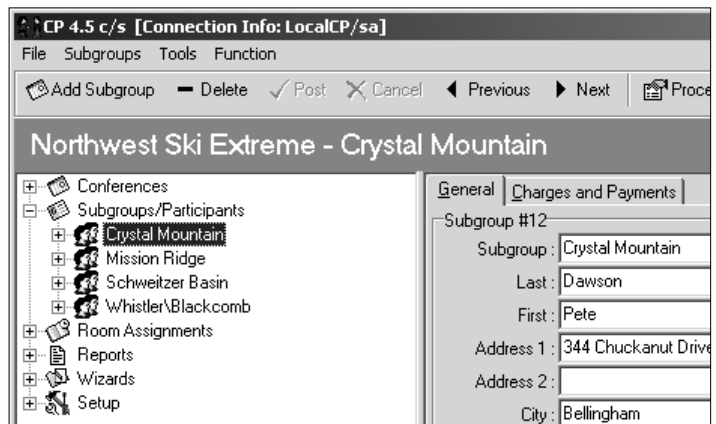 CP 4.5 c/s [Connection Info: LocalCP/sa]
File Subgroups Tools Function
Add Subgroup Delete Post Cancel Previous Next Proce
Northwest Ski Extreme - Crystal Mountain
Conferences
Subgroups/Participants
Crystal Mountain
Mission Ridge
Schweitzer Basin
Whistler\Blackcomb
Room Assignments
Reports
Wizards
Setup
General Charges and Payments
Subgroup #12
Subgroup : Crystal Mountain
Last : Dawson
First : Pete
Address 1 : 344 Chuckanut Drive
Address 2 :
City : Bellingham